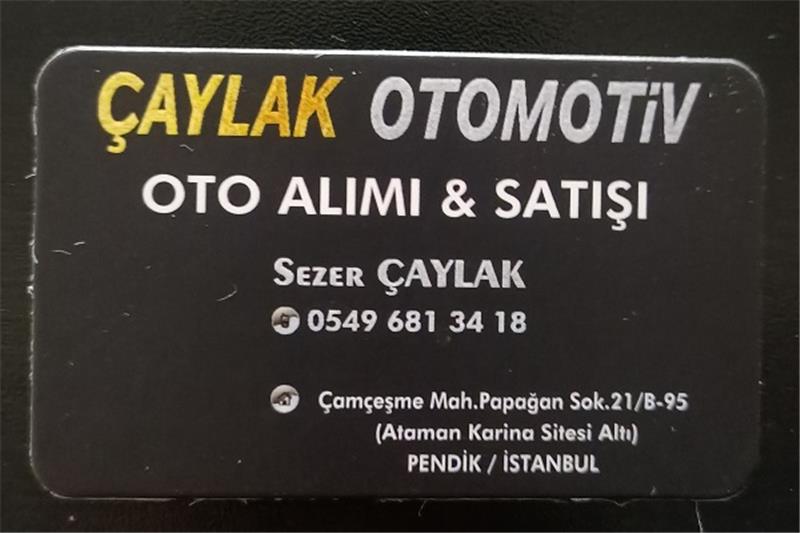 ÇAYLAK OTOMOTİV
OTO ALIMI & SATIŞI
SEZER ÇAYLAK
0549 681 34 18
Çamçeşme Mah.Papağan Sok.21/B-95
(Ataman Karina Sitesi Altı)
PENDİK / İSTANBUL